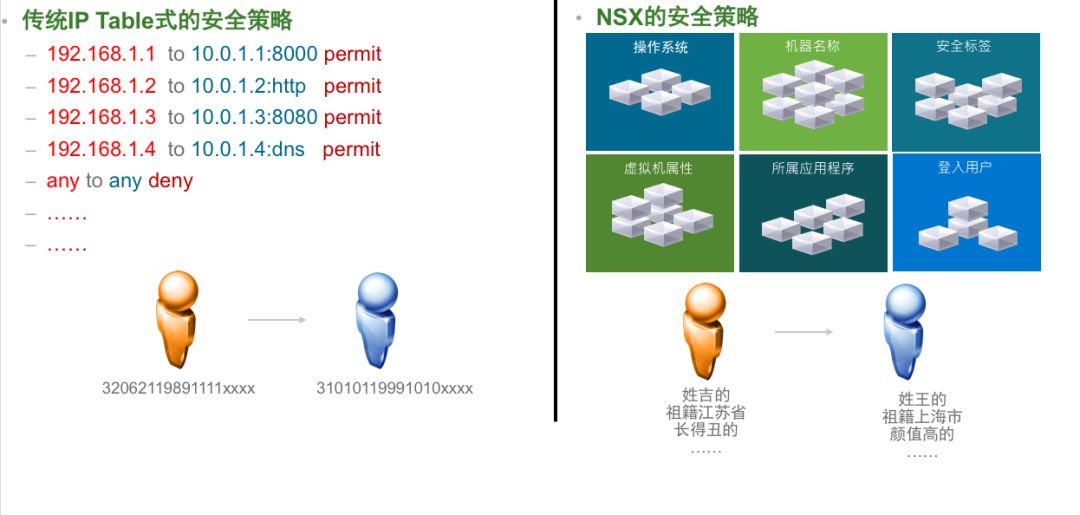 • 传统IP Table式的安全策略
– 192.168.1.1 to 10.0.1.1:8000 permit
– 192.168.1.2 to 10.0.1.2:http permit
– 192.168.1.3 to 10.0.1.3:8080 permit
– 192.168.1.4 to 10.0.1.4:dns permit
– any to any deny
– ……
– ……
32062119891111xxxx
31010119991010xxxx
• NSX的安全策略
操作系统
机器名称
安全标签
虚拟机属性
所属应用程序
登入用户
姓吉的
祖籍江苏省
长得丑的
……
姓王的
祖籍上海市
颜值高的
……